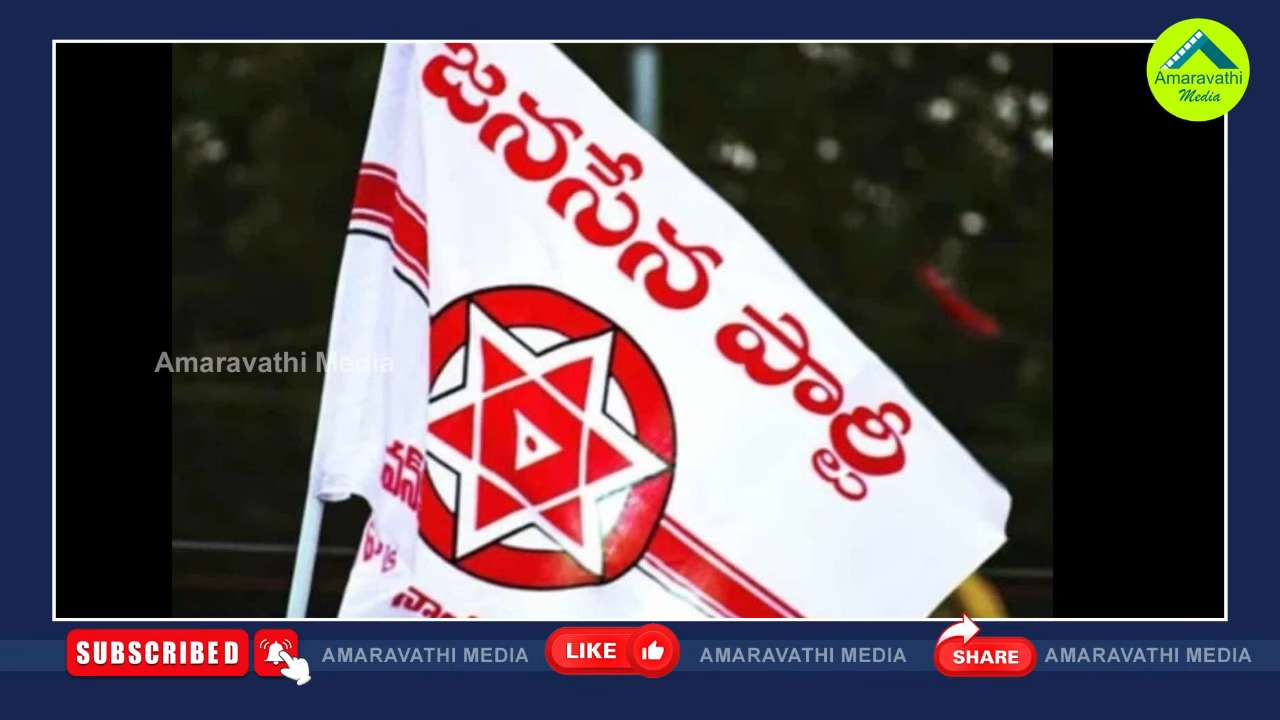 Amaravathi
Media
జనసేన పార్టీ
Amaravathi Media
SUBSCRIBED
AMARAVATHI MEDIA
LIKE
AMARAVATHI MEDIA
SHARE
AMARAVATHI MEDIA